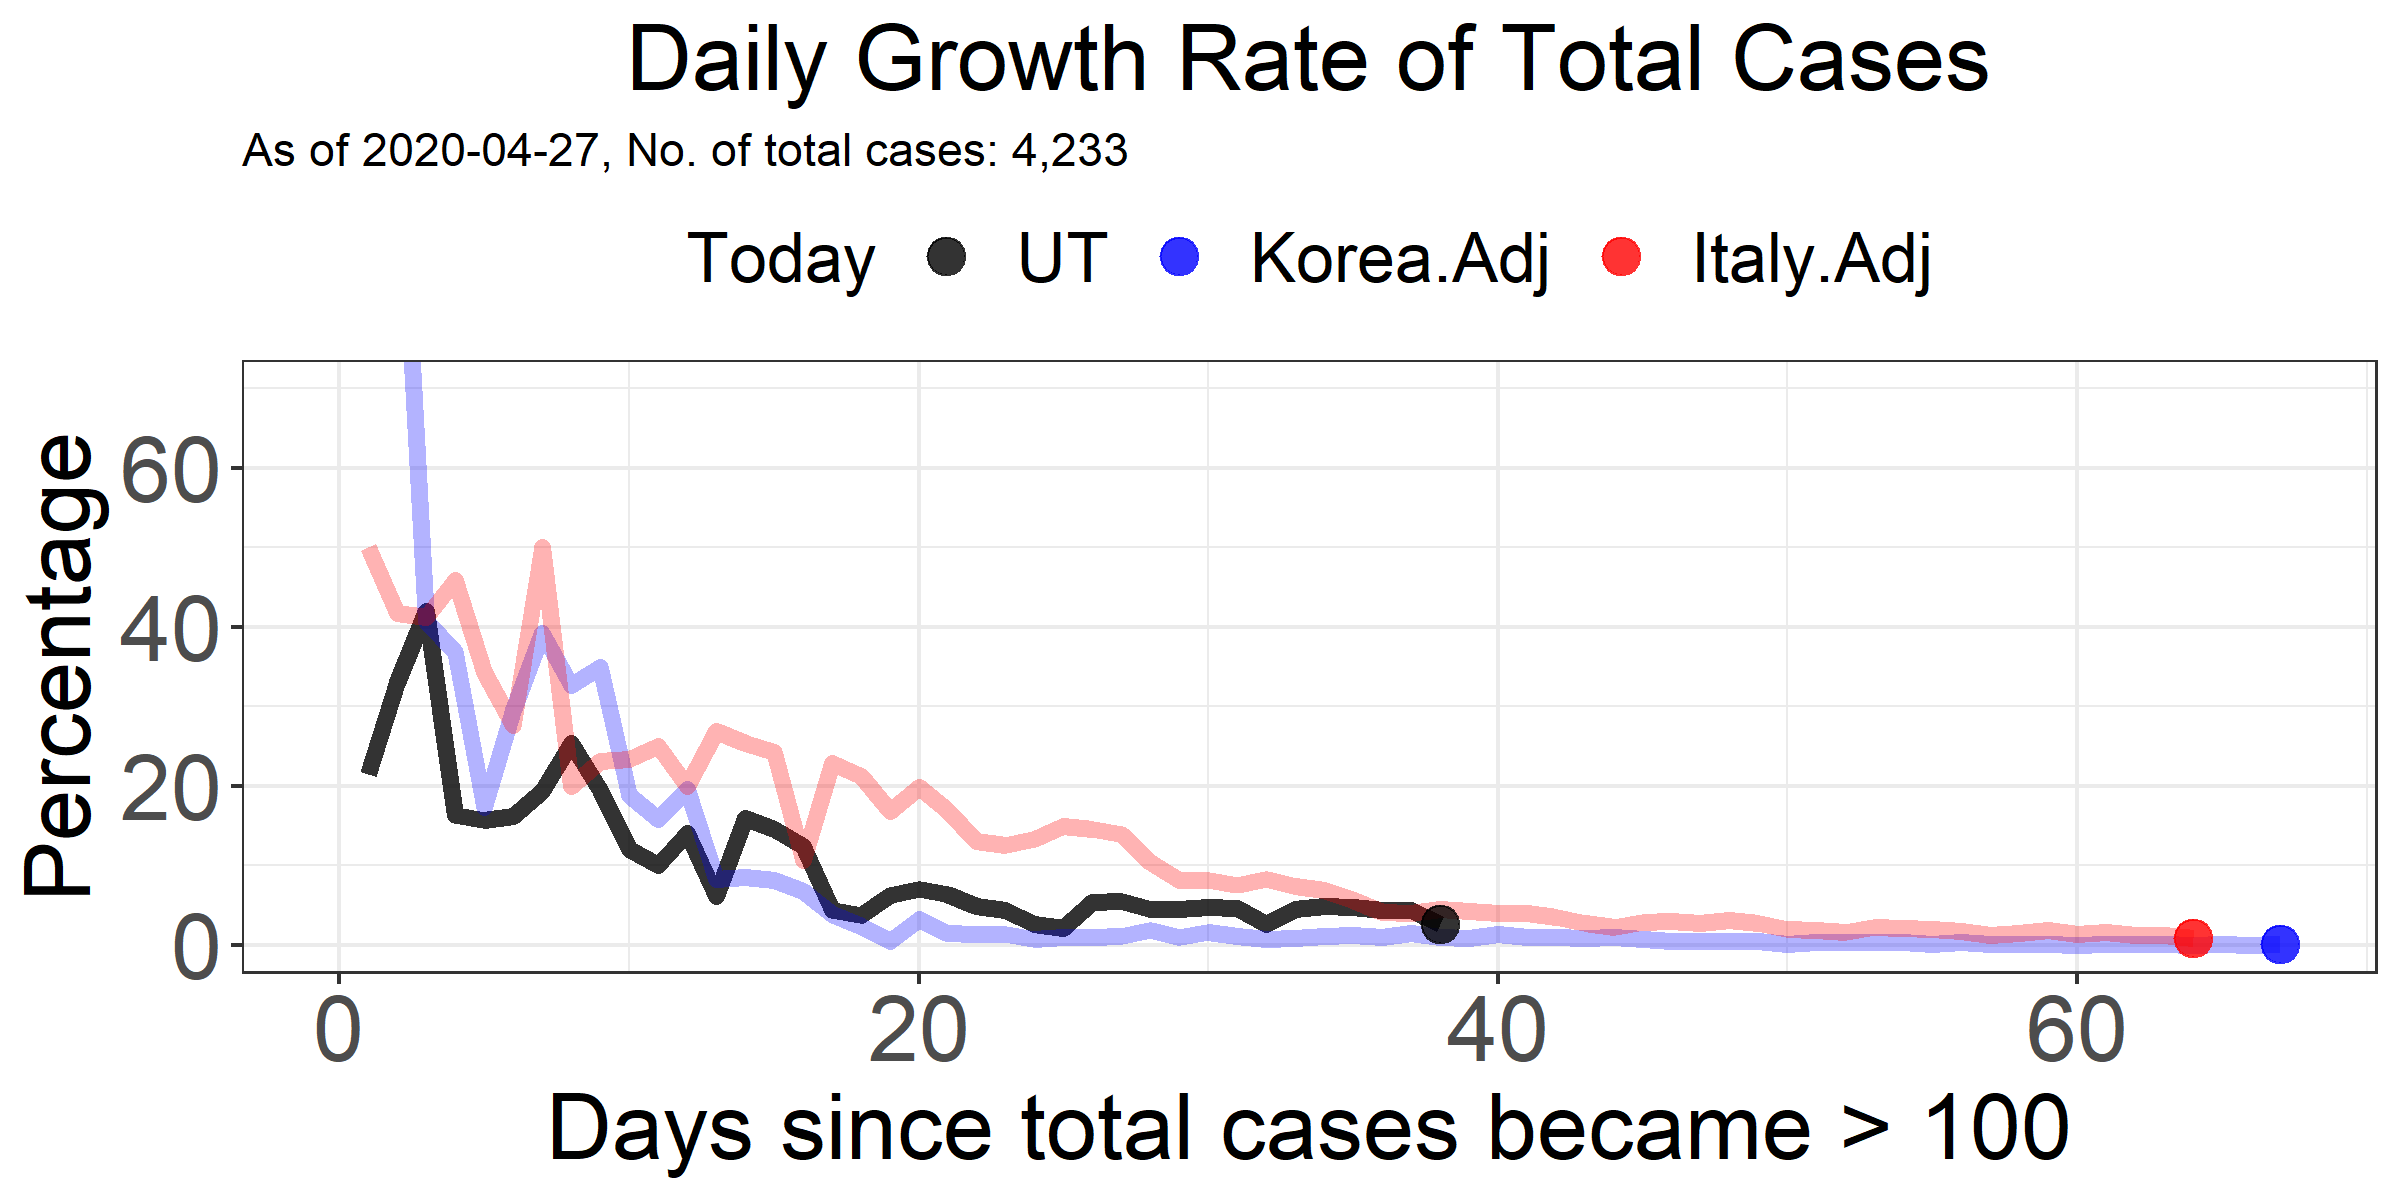 Daily Growth Rate of Total Cases
As of 2020-04-27, No. of total cases: 4,233
Today UT Korea.Adj Italy.Adj
Percentage
60
40
20
0
0 20 40 60
Days since total cases became > 100